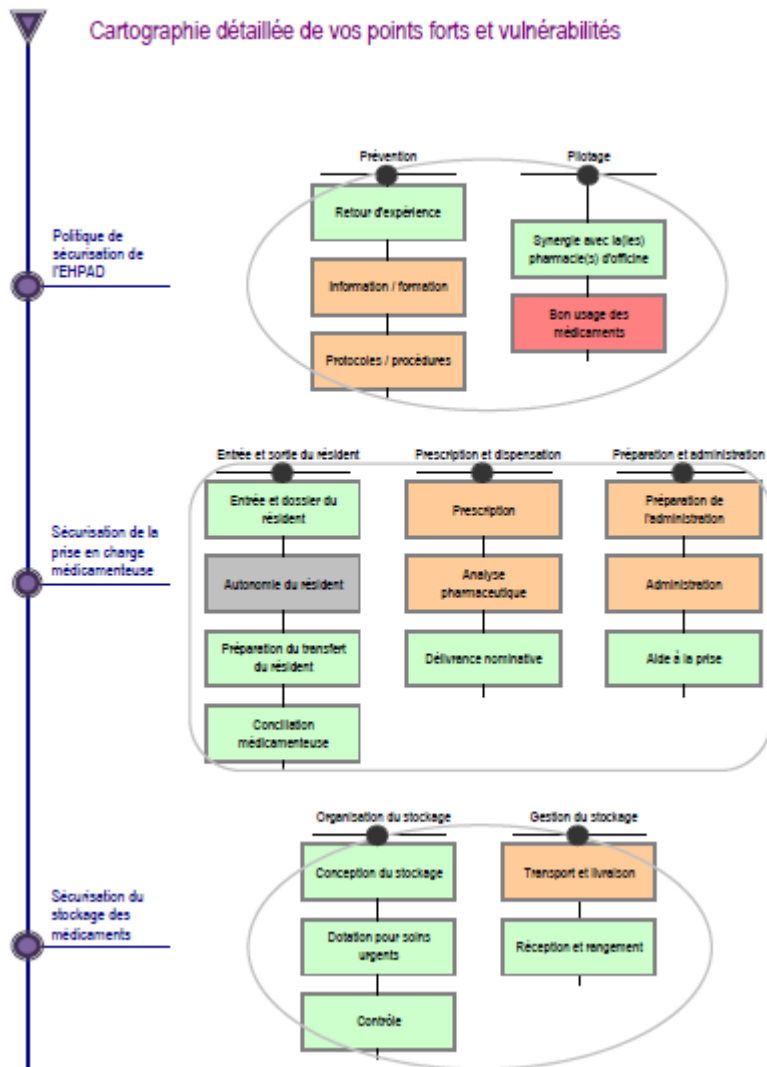 Cartographie détaillée de vos points forts et vulnérabilités
Prévention
Pilotage
Politique de
sécurisation de
l'EHPAD
Retour d'expérience
Information / formation
Protocoles / procédures
Synergie avec la(les)
pharmacie(s) d'officine
Bon usage des
médicaments
Entrée et sortie du résident
Prescription et dispensation
Préparation et administration
Sécurisation de la
prise en charge
médicamenteuse
Entrée et dossier du
résident
Autonomie du résident
Préparation du transfert
du résident
Conciliation
médicamenteuse
Prescription
Analyse
pharmaceutique
Délivrance nominative
Préparation de
l'administration
Administration
Aide à la prise
Organisation du stockage
Gestion du stockage
Sécurisation du
stockage des
médicaments
Conception du stockage
Dotation pour soins
urgents
Contrôle
Transport et livraison
Réception et rangement